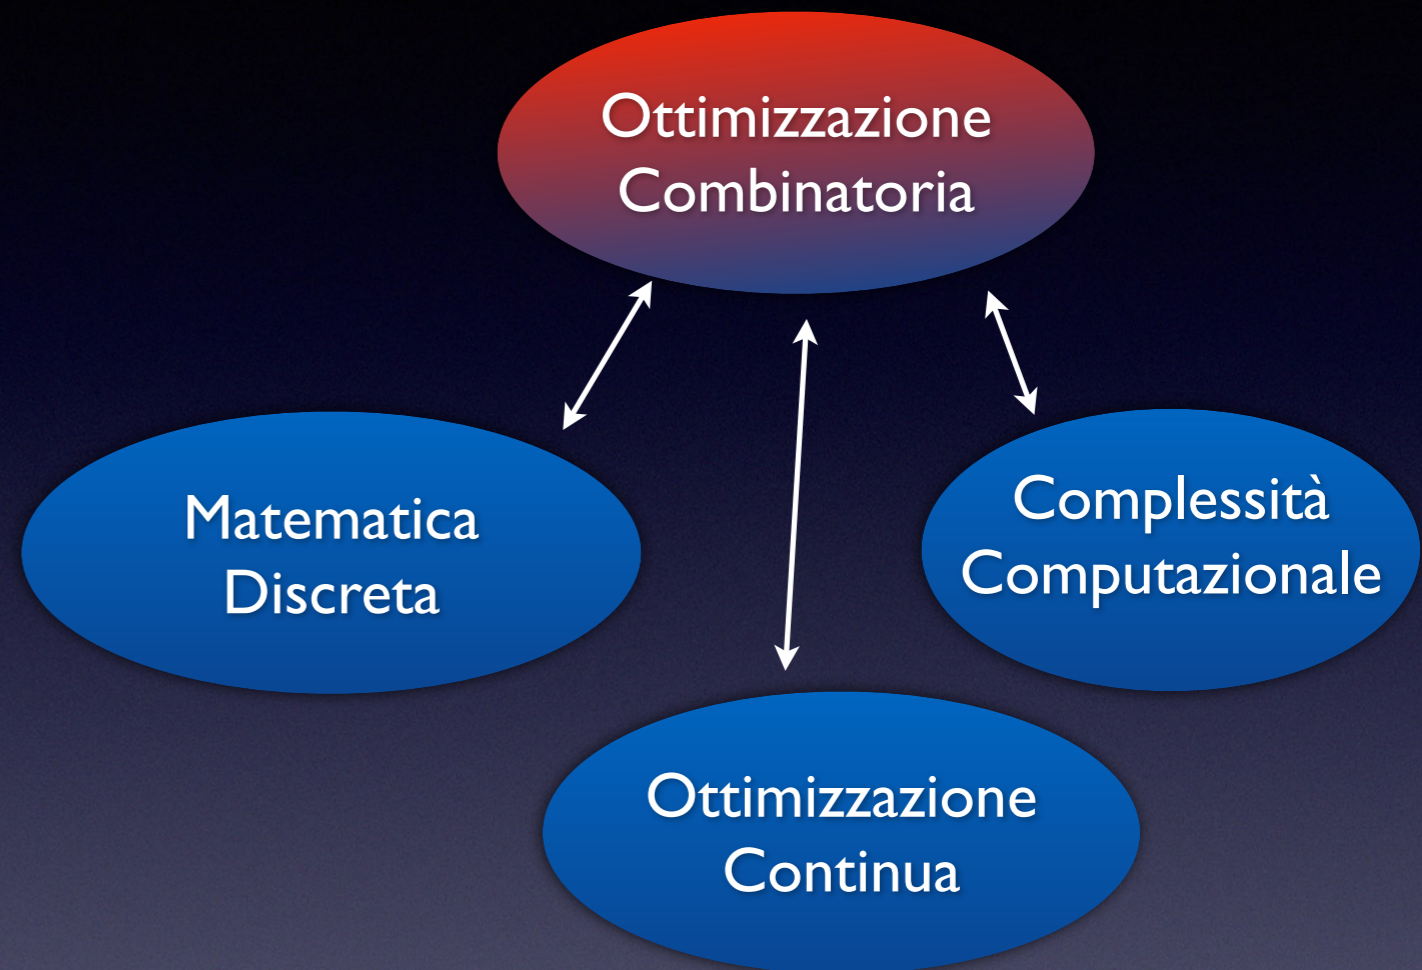 Ottimizzazione
Combinatoria
Matematica
Discreta
Complessità
Computazionale
Ottimizzazione
Continua